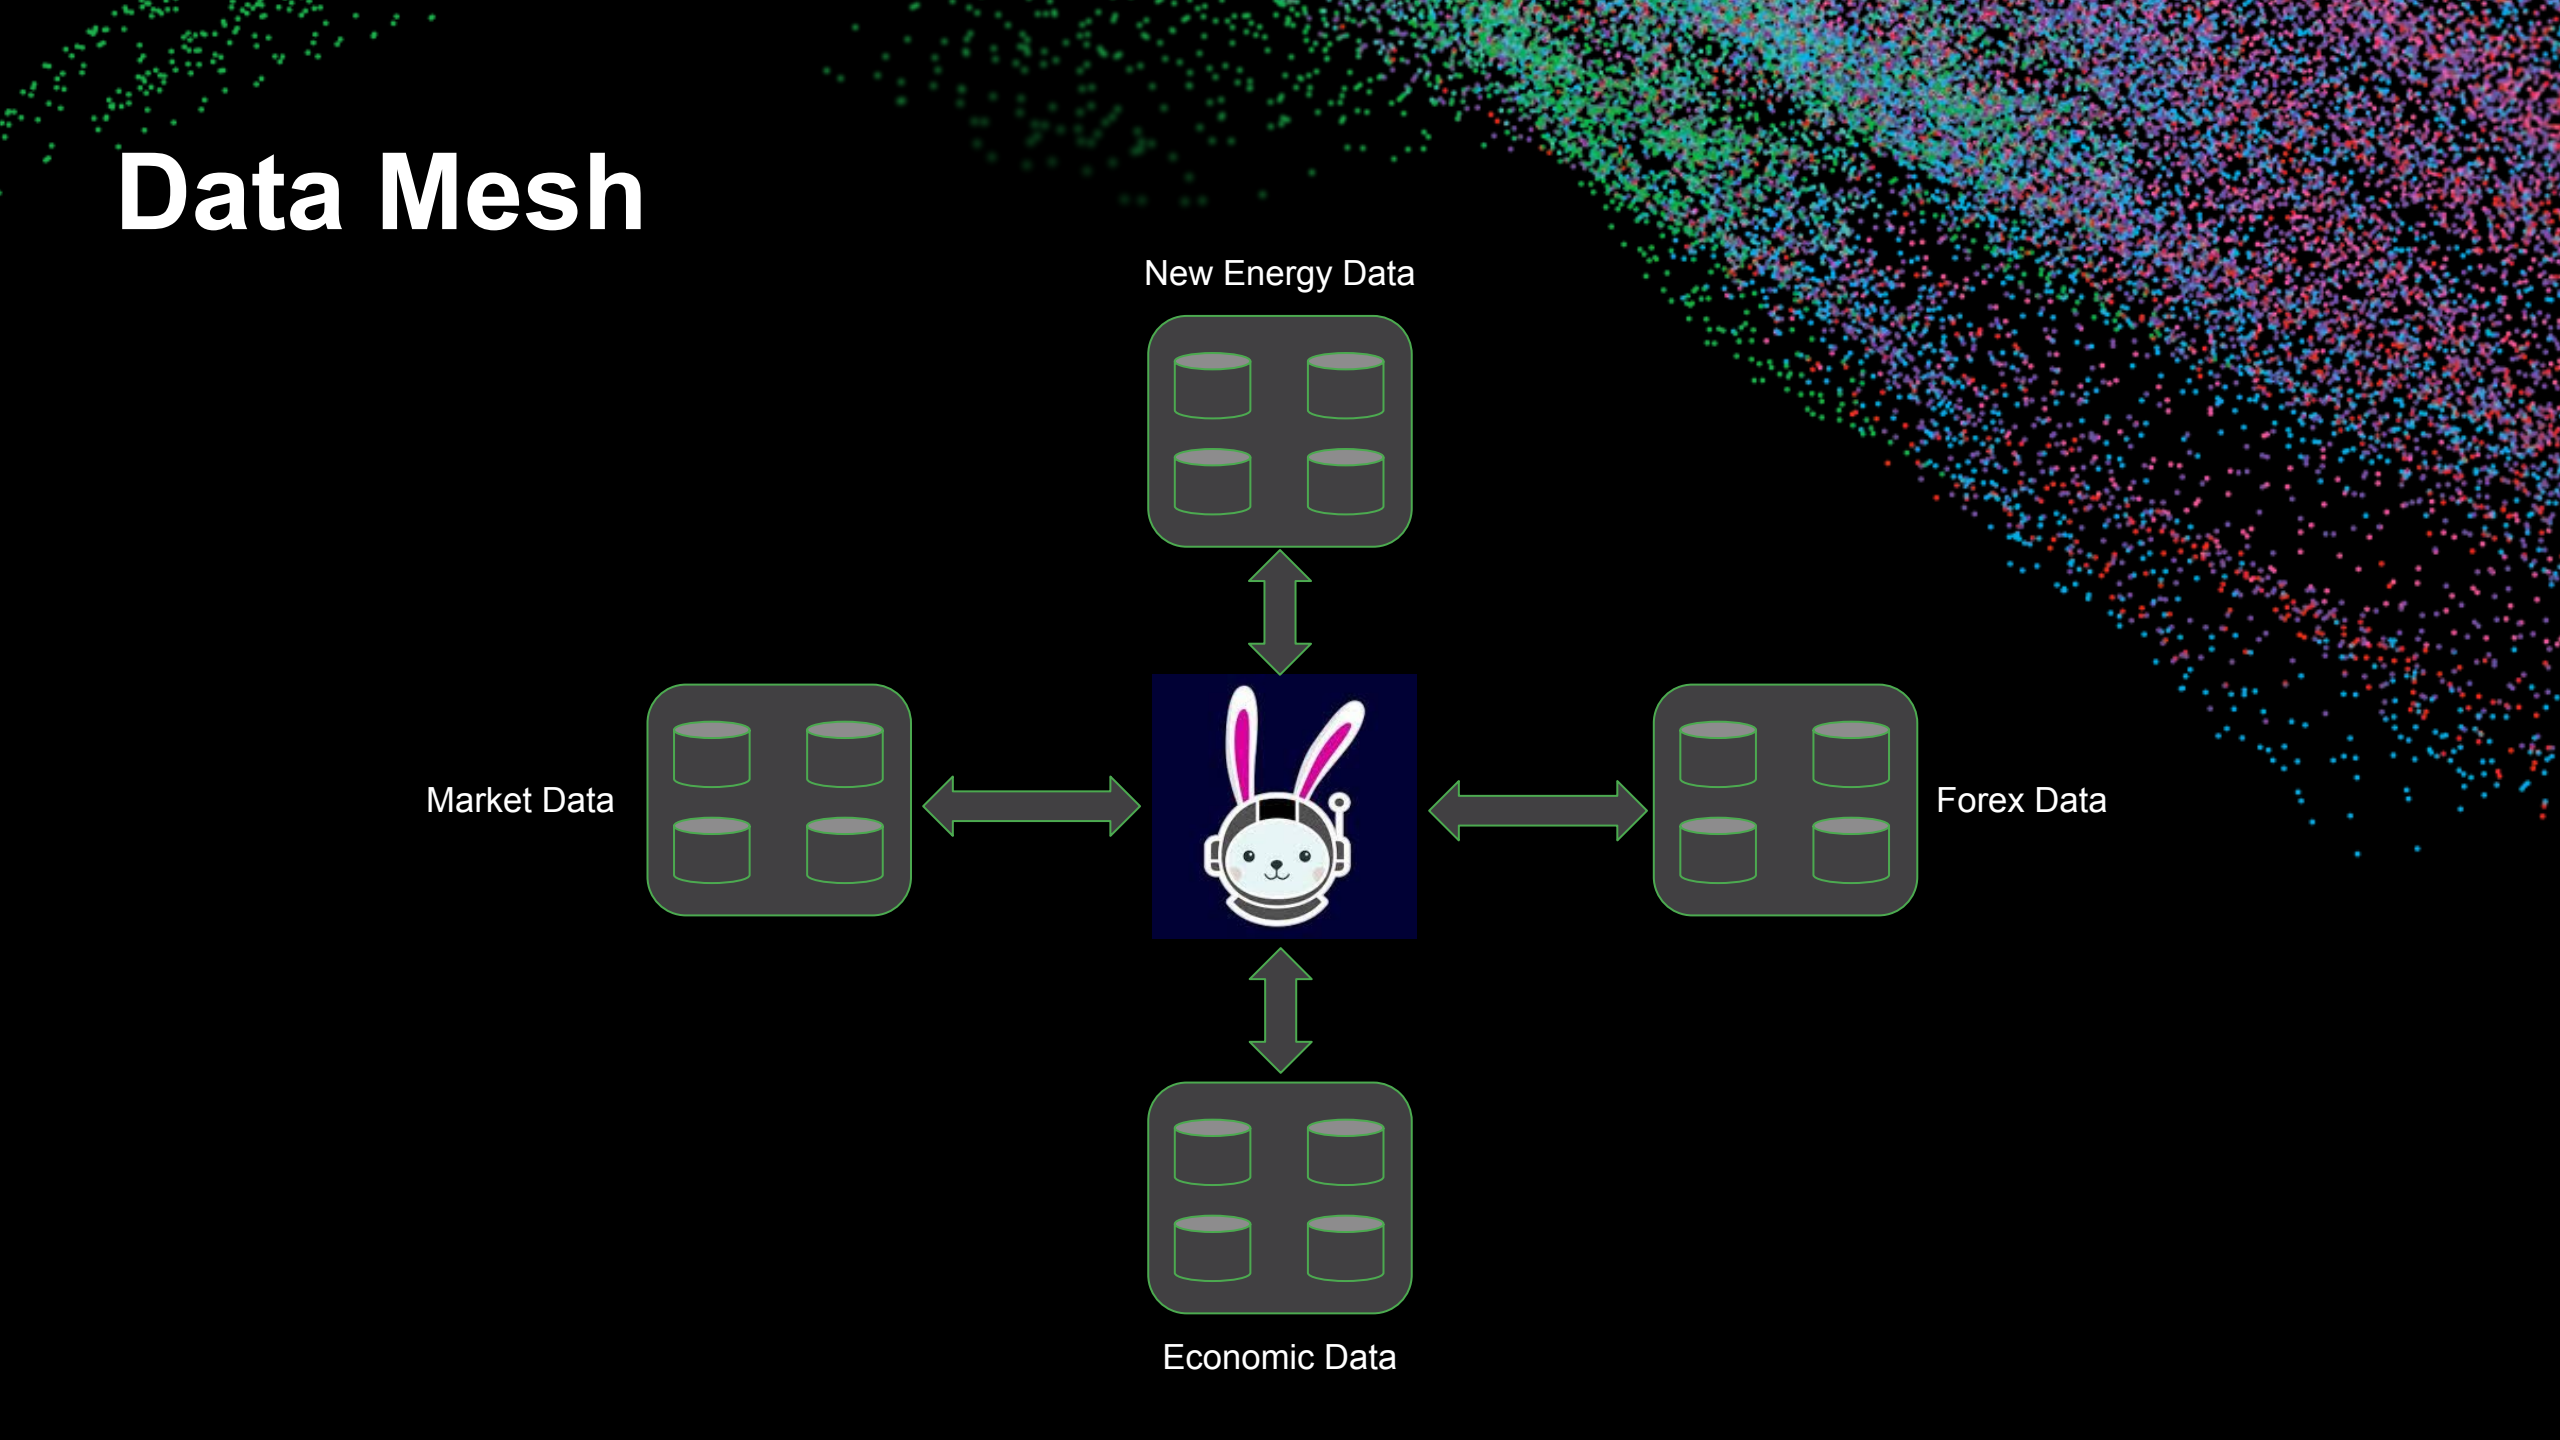 Data Mesh
New Energy Data
Market Data
Forex Data
Economic Data